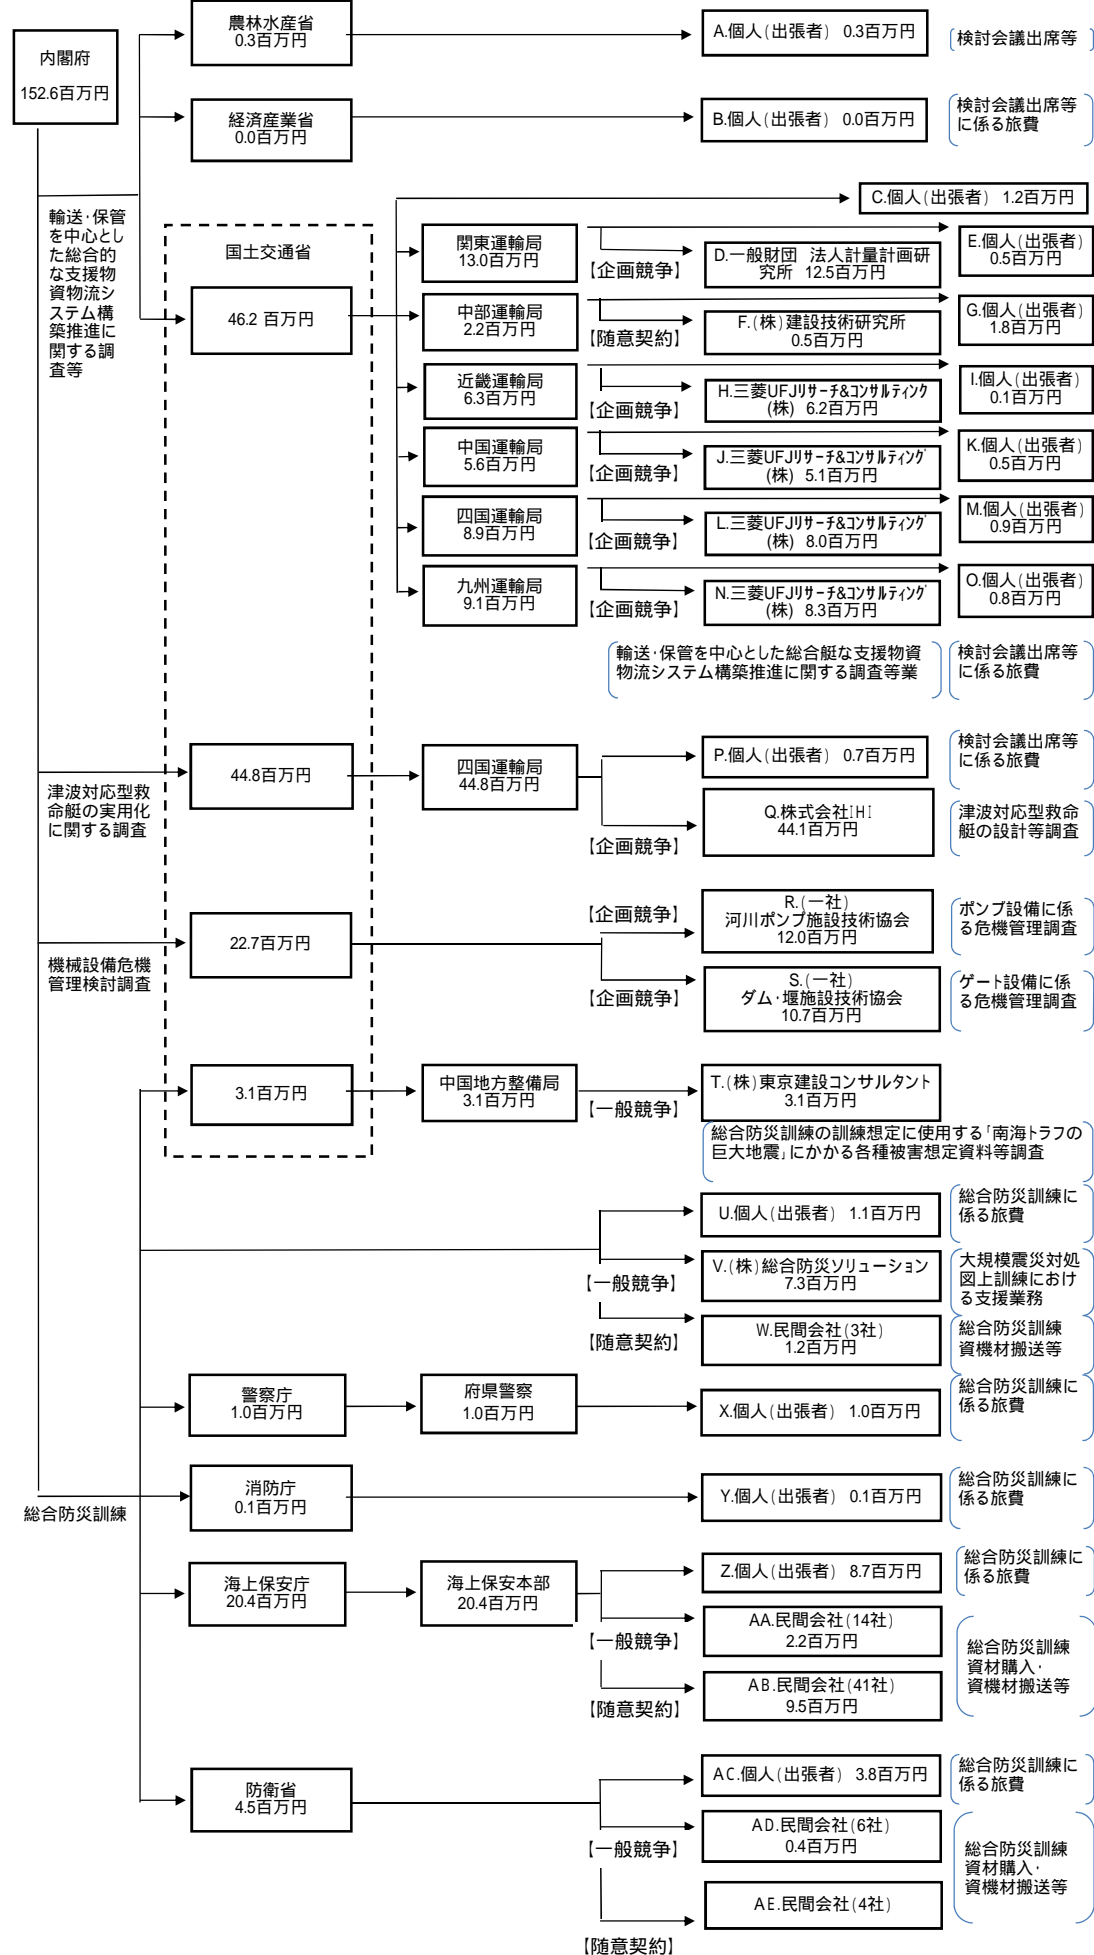 内閣府
152.6百万円
農林水産省
0.3百万円
A.個人(出張者) 0.3百万円
検討会議出席等
経済産業省
0.0百万円
B.個人(出張者) 0.0百万円
検討会議出席等
に係る旅費
輸送・保管
を中心とし
た総合的
な支援物
資物流シ
ステム構
築推進に
関する調
査等
国土交通省
46.2 百万円
C.個人(出張者) 1.2百万円
関東運輸局
13.0百万円
【企画競争】
D.一般財団 法人計量計画研
究所 12.5百万円
E.個人(出張者)
0.5百万円
中部運輸局
2.2百万円
【随意契約】
F.(株)建設技術研究所
0.5百万円
G.個人(出張者)
1.8百万円
近畿運輸局
6.3百万円
【企画競争】
H.三菱UFJリサーチ&コンサルティング
(株) 6.2百万円
I.個人(出張者)
0.1百万円
中国運輸局
5.6百万円
【企画競争】
J.三菱UFJリサーチ&コンサルティング
(株) 5.1百万円
K.個人(出張者)
0.5百万円
四国運輸局
8.9百万円
【企画競争】
L.三菱UFJリサーチ&コンサルティング
(株) 8.0百万円
M.個人(出張者)
0.9百万円
九州運輸局
9.1百万円
【企画競争】
N.三菱UFJリサーチ&コンサルティング
(株) 8.3百万円
O.個人(出張者)
0.8百万円
輸送・保管を中心とした総合艇な支援物資
物流システム構築推進に関する調査等業
検討会議出席等
に係る旅費
津波対応型救
命艇の実用化
に関する調査
44.8百万円
四国運輸局
44.8百万円
P.個人(出張者) 0.7百万円
検討会議出席等
に係る旅費
【企画競争】
Q.株式会社IHI
44.1百万円
津波対応型救命
艇の設計等調査
機械設備危機
管理検討調査
22.7百万円
【企画競争】
R.(一社)
河川ポンプ施設技術協会
12.0百万円
ポンプ設備に係
る危機管理調査
【企画競争】
S.(一社)
ダム・堰施設技術協会
10.7百万円
ゲート設備に係
る危機管理調査
3.1百万円
中国地方整備局
3.1百万円
【一般競争】
T.(株)東京建設コンサルタント
3.1百万円
総合防災訓練の訓練想定に使用する「南海トラフの
巨大地震」にかかる各種被害想定資料等調査
U.個人(出張者) 1.1百万円
総合防災訓練に
係る旅費
【一般競争】
V.(株)総合防災ソリューション
7.3百万円
大規模震災対処
図上訓練におけ
る支援業務
【随意契約】
W.民間会社(3社)
1.2百万円
総合防災訓練
資機材搬送等
警察庁
1.0百万円
府県警察
1.0百万円
X.個人(出張者) 1.0百万円
総合防災訓練に
係る旅費
総合防災訓練
消防庁
0.1百万円
Y.個人(出張者) 0.1百万円
総合防災訓練に
係る旅費
海上保安庁
20.4百万円
海上保安本部
20.4百万円
Z.個人(出張者) 8.7百万円
総合防災訓練に
係る旅費
【一般競争】
AA.民間会社(14社)
2.2百万円
【随意契約】
AB.民間会社(41社)
9.5百万円
総合防災訓練
資材購入・
資機材搬送等
防衛省
4.5百万円
AC.個人(出張者) 3.8百万円
総合防災訓練に
係る旅費
【一般競争】
AD.民間会社(6社)
0.4百万円
総合防災訓練
資材購入・
資機材搬送等
AE.民間会社(4社)
【随意契約】